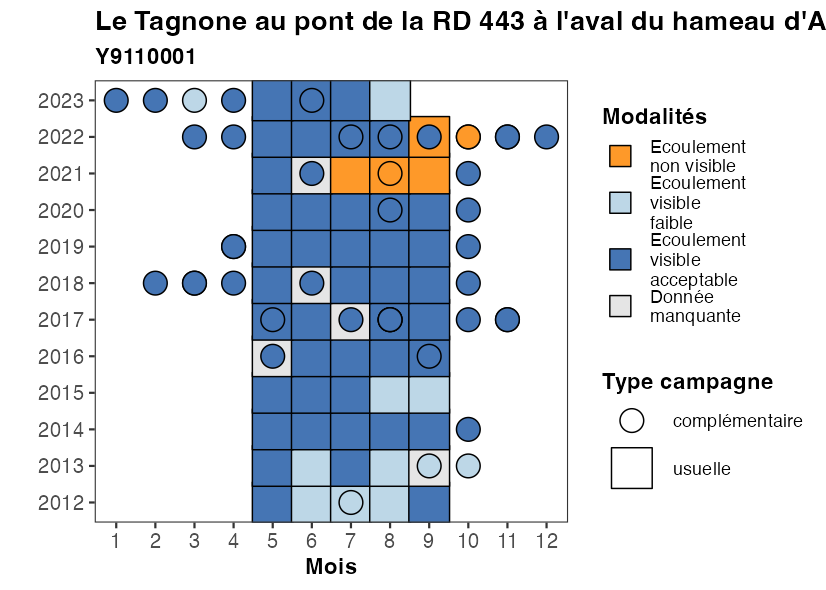 Le Tagnone au pont de la RD 443 à l'aval du hameau d'A
Y9110001
2023
2022
2021
2020
2019
2018
2017
2016
2015
2014
2013
2012
1 2 3 4 5 6 7 8 9 10 11 12
Mois
Modalités
Ecoulement
non visible
Ecoulement
visible
faible
Ecoulement
visible
acceptable
Donnée
manquante
Type campagne
complémentaire
usuelle